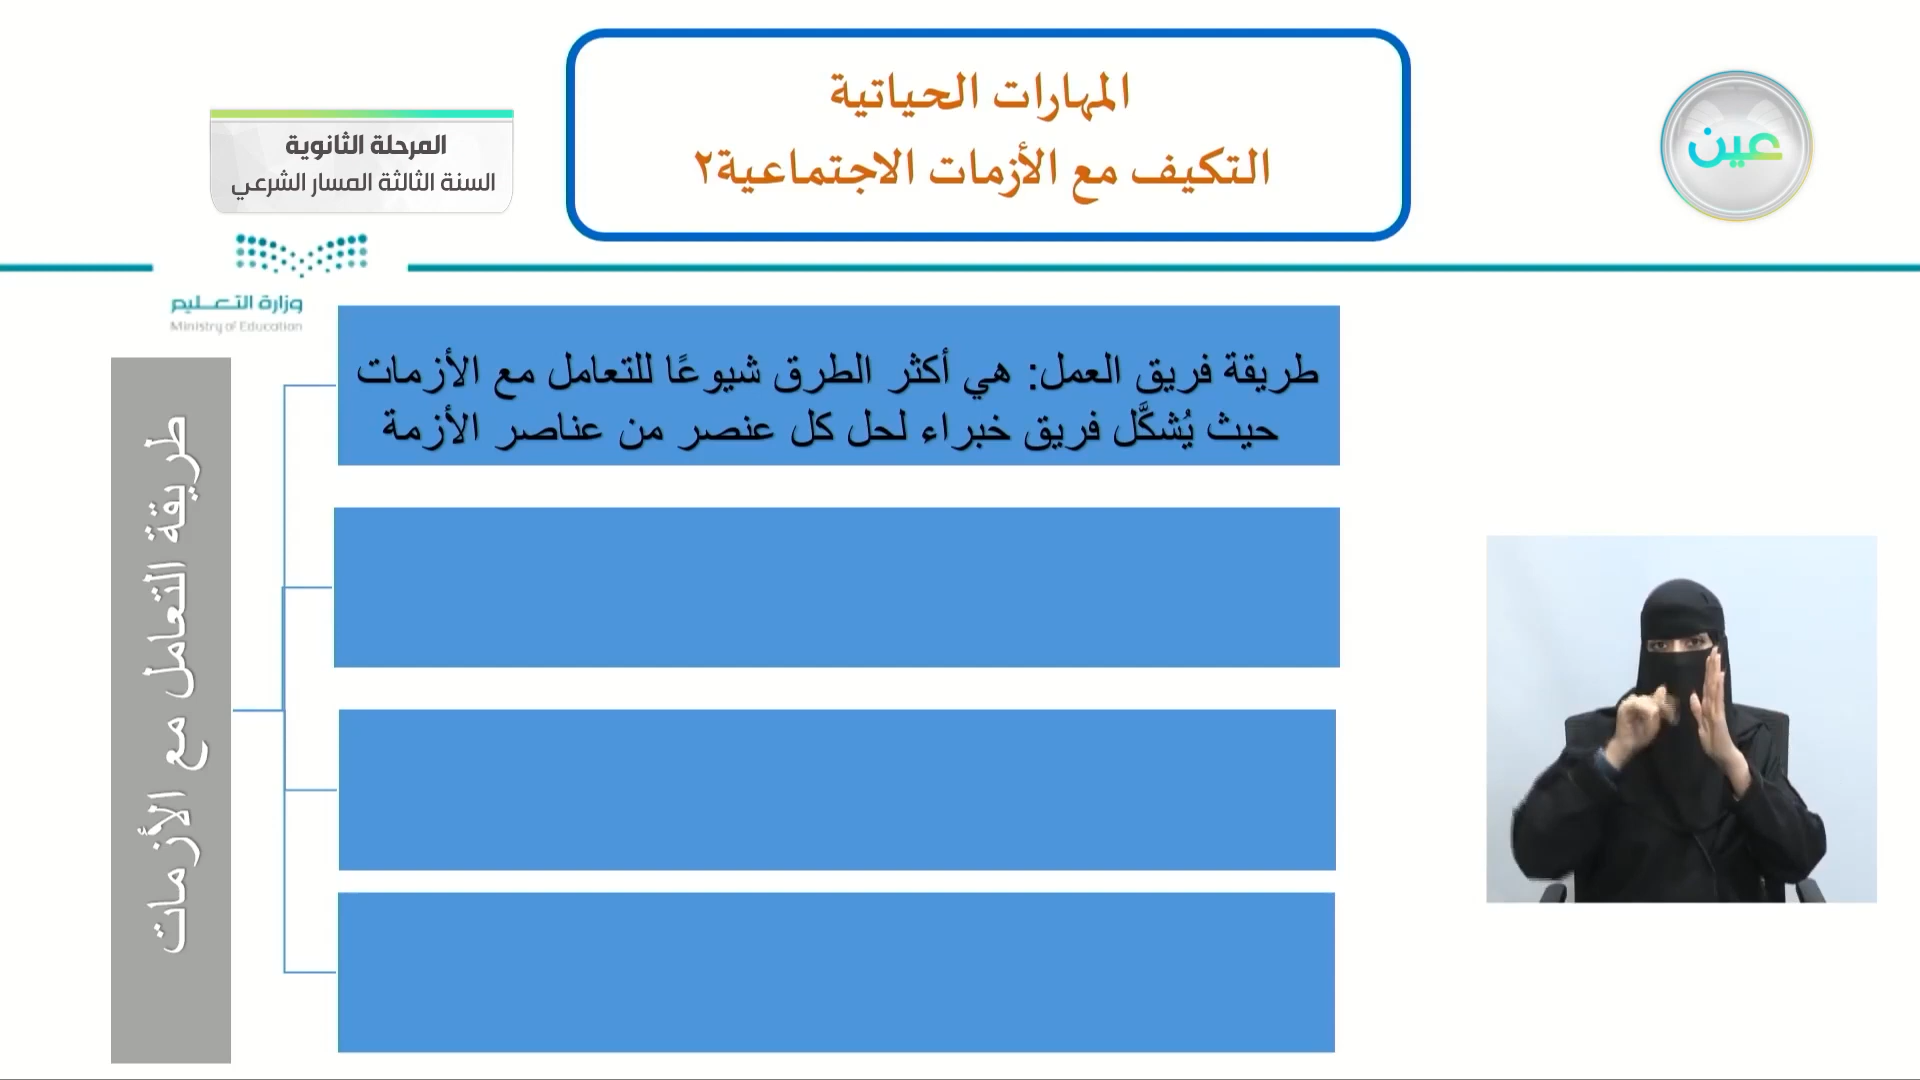 المهارات الحياتية
التكيف مع الأزمات الاجتماعية٢
عين
المرحلة الثانوية
السنة الثالثة المسار الشرعي
وزارة التعـــليم
Ministry of Education
طريقة التعامل مع الأزمات
طريقة فريق العمل: هي أكثر الطرق شيوعًا للتعامل مع الأزمات
حيث يُشكَّل فريق خبراء لحل كل عنصر من عناصر الأزمة